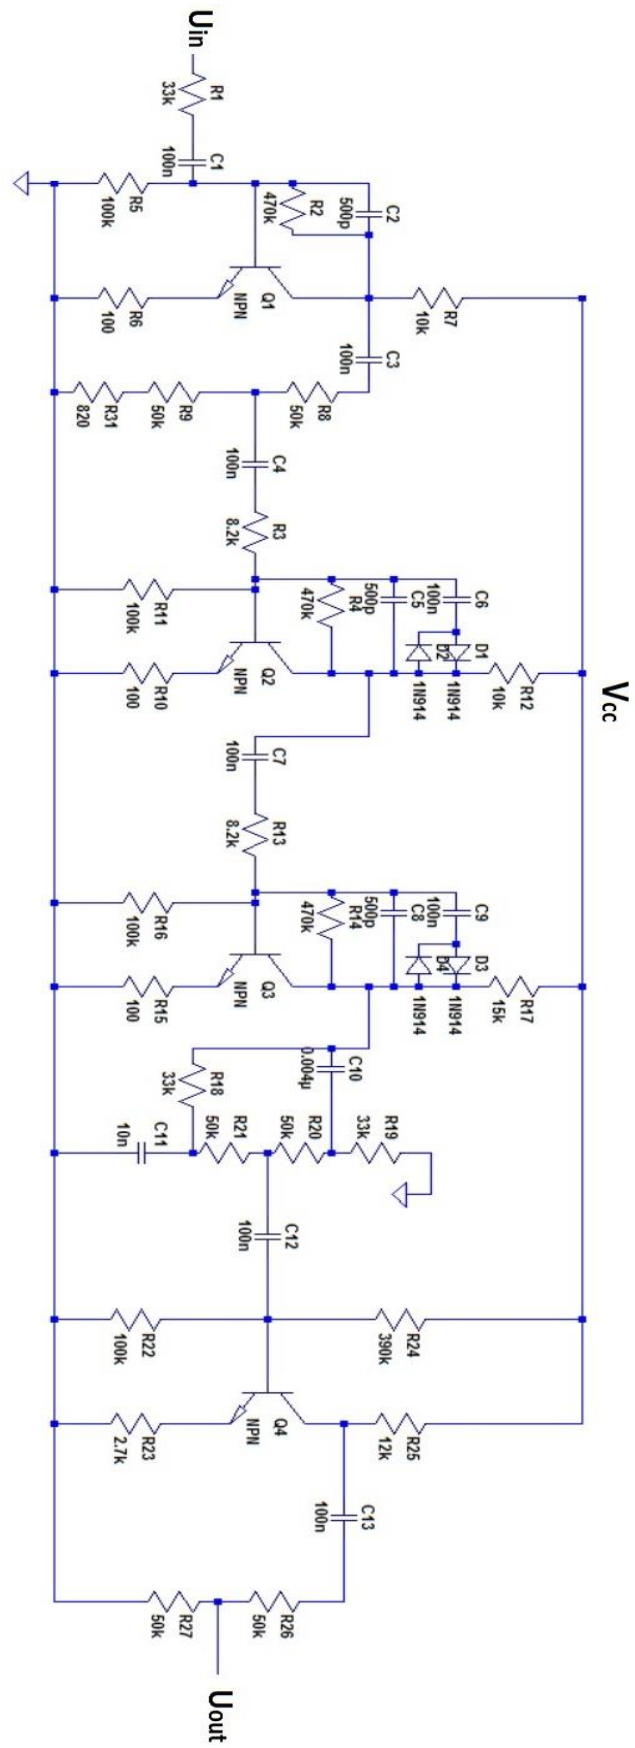 Uin
R1
33k
C1
100n
R5
100k
R2
470k
C2
500p
Q1
NPN
R6
100
R7
10k
C3
100n
R8
50k
R9
50k
R31
820
C4
100n
R3
8.2k
R11
100k
R4
470k
C5
500p
C6
100n
D1
1N914
D2
1N914
Q2
NPN
R10
100
R12
10k
Vcc
C7
100n
R13
8.2k
R16
100k
R14
470k
C8
500p
C9
100n
D3
1N914
D4
1N914
Q3
NPN
R15
100
R17
15k
C10
0.004µ
R18
33k
R19
33k
R20
50k
R21
50k
C11
10n
C12
100n
R22
100k
R24
390k
Q4
NPN
R23
2.7k
R25
12k
C13
100n
R26
50k
R27
50k
Uout